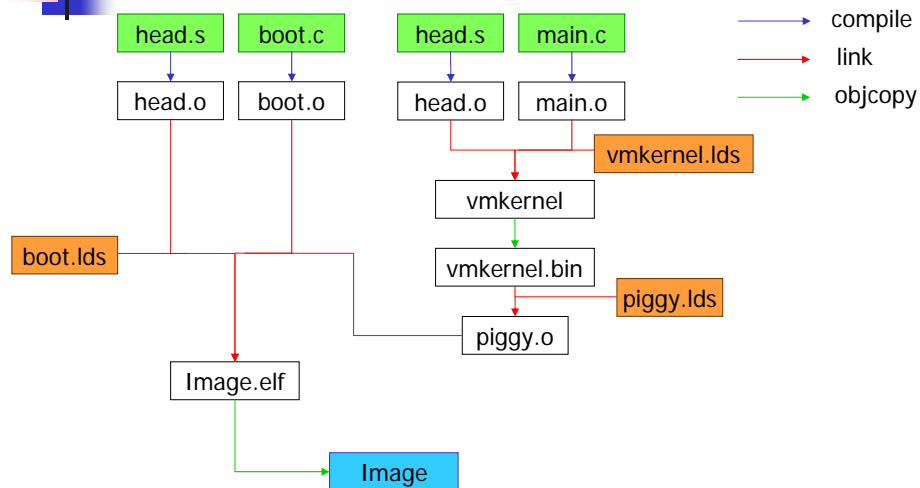 head.s
boot.c
head.s
main.c
compile
link
objcopy
head.o
boot.o
head.o
main.o
vmkernel.lds
vmkernel
boot.lds
vmkernel.bin
piggy.lds
piggy.o
Image.elf
Image